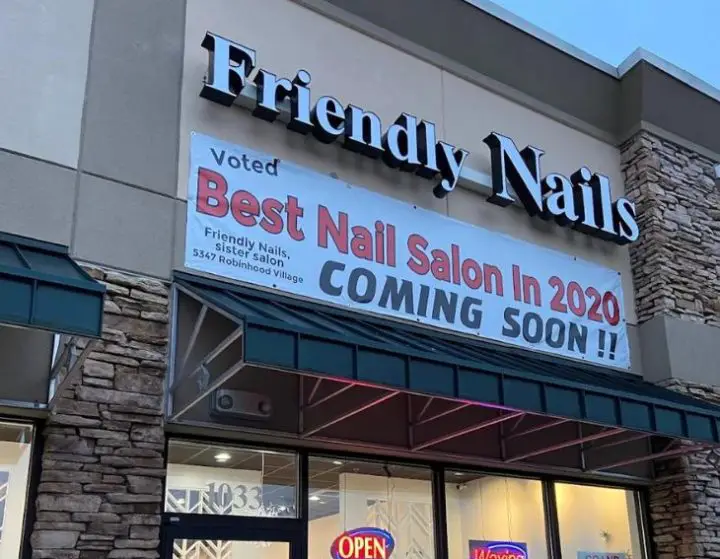 Friendly Nails
Voted
Best Nail Salon In 2020
Friendly Nails,
sister salon
5347 Robinhood Village
COMING SOON !!
1033
OPEN
Waxing